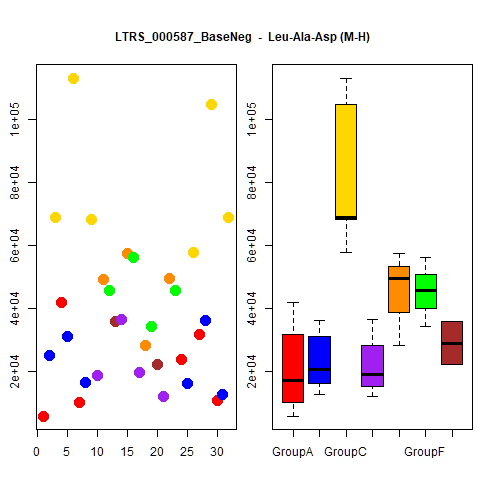 LTRS_000587_BaseNeg - Leu-Ala-Asp (M-H)
1e+05
8e+04
6e+04
4e+04
2e+04
0 5 10 15 20 25 30
1e+05
8e+04
6e+04
4e+04
2e+04
GroupA GroupC GroupF